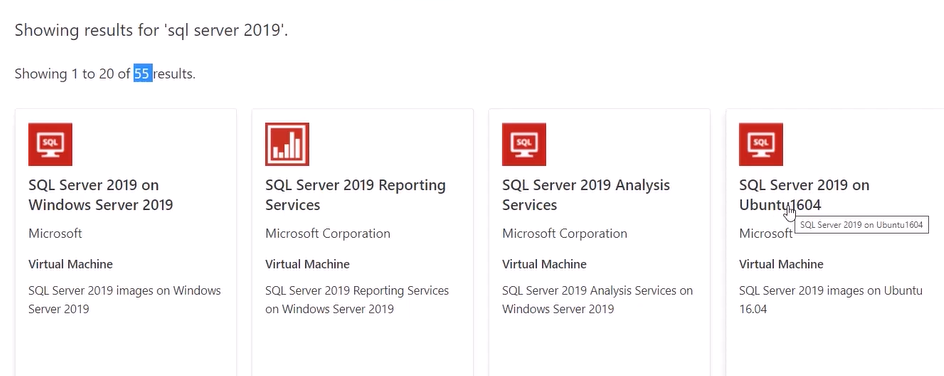 Showing results for 'sql server 2019'.
Showing 1 to 20 of 55 results.
SQL
SQL Server 2019 on
Windows Server 2019
Microsoft
Virtual Machine
SQL Server 2019 images on Windows
Server 2019
SQL Server 2019 Reporting
Services
Microsoft Corporation
Virtual Machine
SQL Server 2019 Reporting Services
on Windows Server 2019
SQL
SQL Server 2019 Analysis
Services
Microsoft Corporation
Virtual Machine
SQL Server 2019 Analysis Services on
Windows Server 2019
SQL
SQL Server 2019 on
Ubuntu1604
SQL Server 2019 on Ubuntu1604
Microsoft
Virtual Machine
SQL Server 2019 images on Ubuntu
16.04